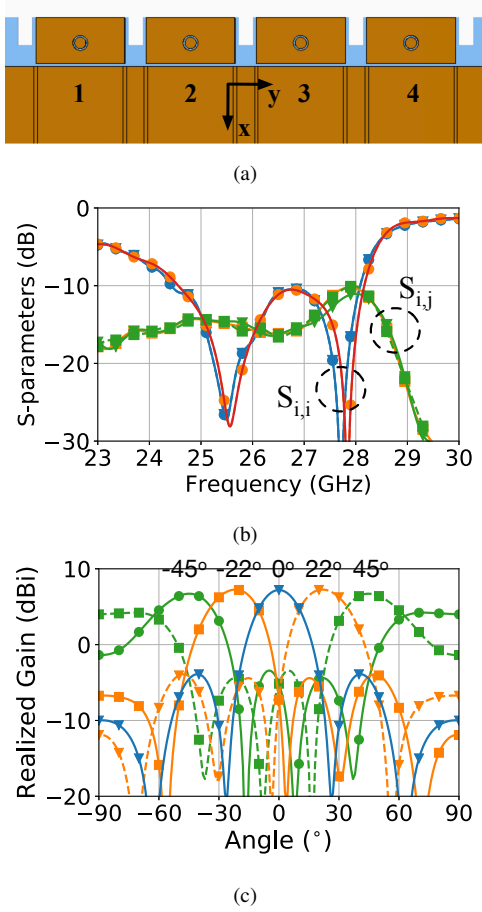 1 2 3 4
y
x
(a)
0
−10
−20
−30
S-parameters (dB)
S_{i,j}
S_{i,i}
23 24 25 26 27 28 29 30
Frequency (GHz)
(b)
-45° -22° 0° 22° 45°
10
0
−10
−20
Realized Gain (dBi)
−90 −60 −30 0 30 60 90
Angle (°)
(c)